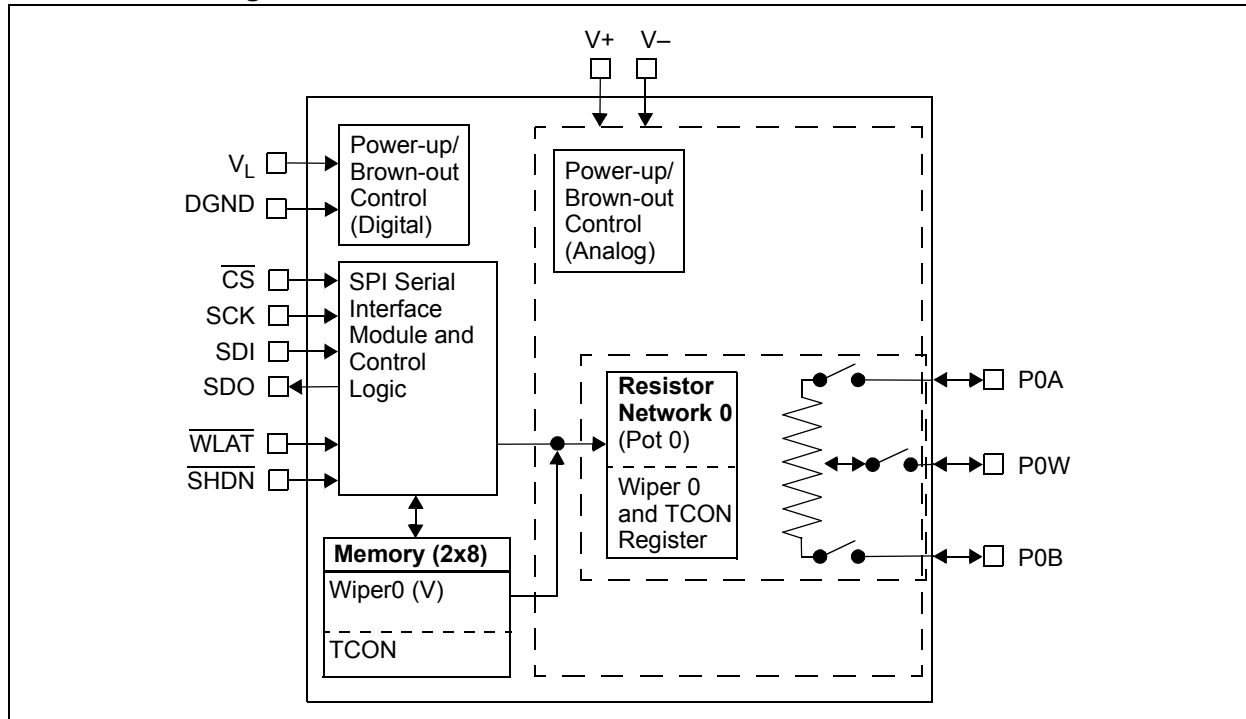 V+ V–
Power-up/
Brown-out
Control
(Digital)
Power-up/
Brown-out
Control
(Analog)
VL
DGND
CS
SCK
SDI
SDO
WLAT
SHDN
SPI Serial
Interface
Module and
Control
Logic
Memory (2x8)
Wiper0 (V)
TCON
Resistor
Network 0
(Pot 0)
Wiper 0
and TCON
Register
P0A
P0W
P0B